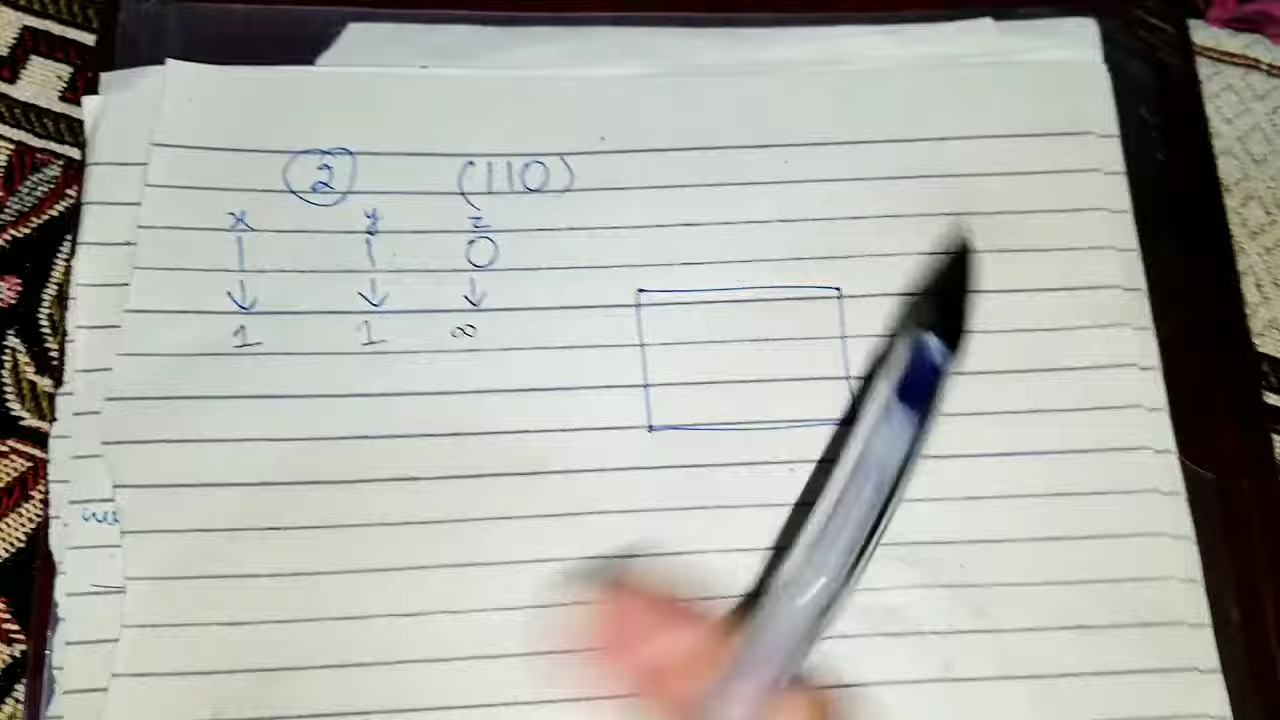 2 (110)
x y z
1 1 0
↓ ↓ ↓
1 1 ∞